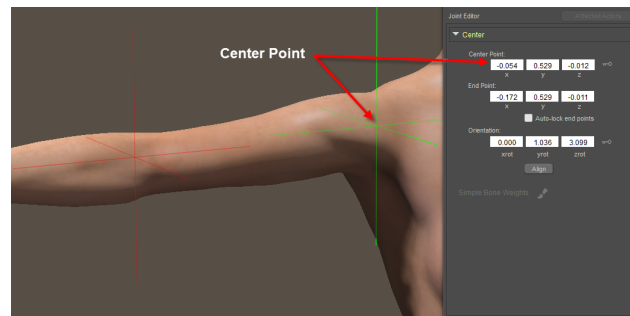 Joint Editor
Center
Center Point:
Center Point
-0.054 0.529 -0.012
x y z
End Point:
-0.172 0.529 -0.011
x y z
Auto-lock end points
Orientation:
0.000 1.036 3.099
xrot yrot zrot
Align
Simple Bone Weights